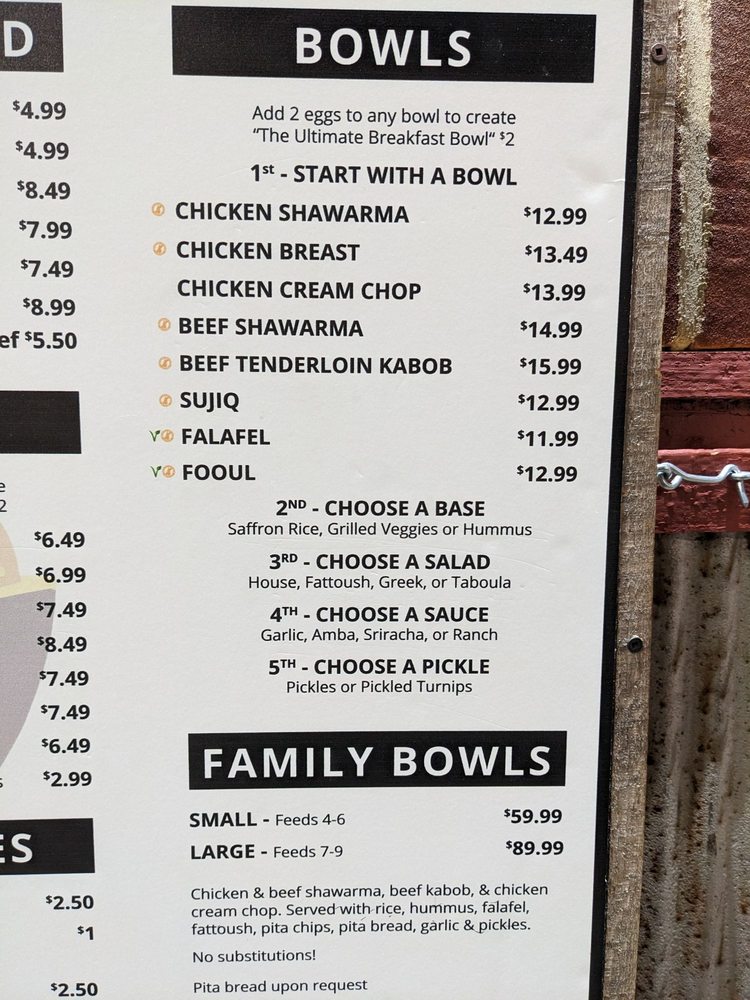 D
$4.99
$4.99
$8.49
$7.99
$7.49
$8.99
ef $5.50
e
2
$6.49
$6.99
$7.49
$8.49
$7.49
$7.49
$6.49
s $2.99
ES
$2.50
$1
$2.50
BOWLS
Add 2 eggs to any bowl to create
"The Ultimate Breakfast Bowl" $2
1st - START WITH A BOWL
CHICKEN SHAWARMA $12.99
CHICKEN BREAST $13.49
CHICKEN CREAM CHOP $13.99
BEEF SHAWARMA $14.99
BEEF TENDERLOIN KABOB $15.99
SUJIQ $12.99
FALAFEL $11.99
FOOUL $12.99
2ND - CHOOSE A BASE
Saffron Rice, Grilled Veggies or Hummus
3RD - CHOOSE A SALAD
House, Fattoush, Greek, or Taboula
4TH - CHOOSE A SAUCE
Garlic, Amba, Sriracha, or Ranch
5TH - CHOOSE A PICKLE
Pickles or Pickled Turnips
FAMILY BOWLS
SMALL - Feeds 4-6 $59.99
LARGE - Feeds 7-9 $89.99
Chicken & beef shawarma, beef kabob, & chicken
cream chop. Served with rice, hummus, falafel,
fattoush, pita chips, pita bread, garlic & pickles.
No substitutions!
Pita bread upon request